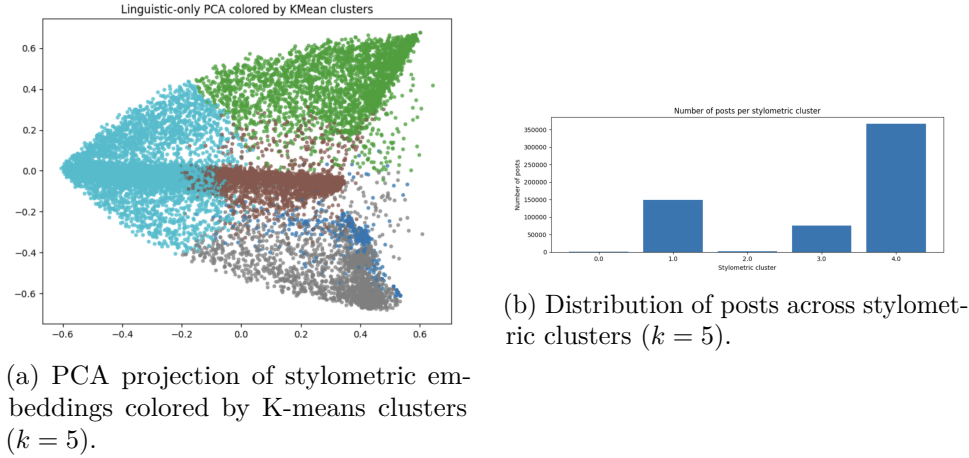 Linguistic-only PCA colored by KMean clusters
0.6
0.4
0.2
0.0
−0.2
−0.4
−0.6
−0.6 −0.4 −0.2 0.0 0.2 0.4 0.6
(a) PCA projection of stylometric em-
beddings colored by K-means clusters
(k = 5).
Number of posts per stylometric cluster
Number of posts
350000
300000
250000
200000
150000
100000
50000
0
0.0 1.0 2.0 3.0 4.0
Stylometric cluster
(b) Distribution of posts across stylomet-
ric clusters (k = 5).